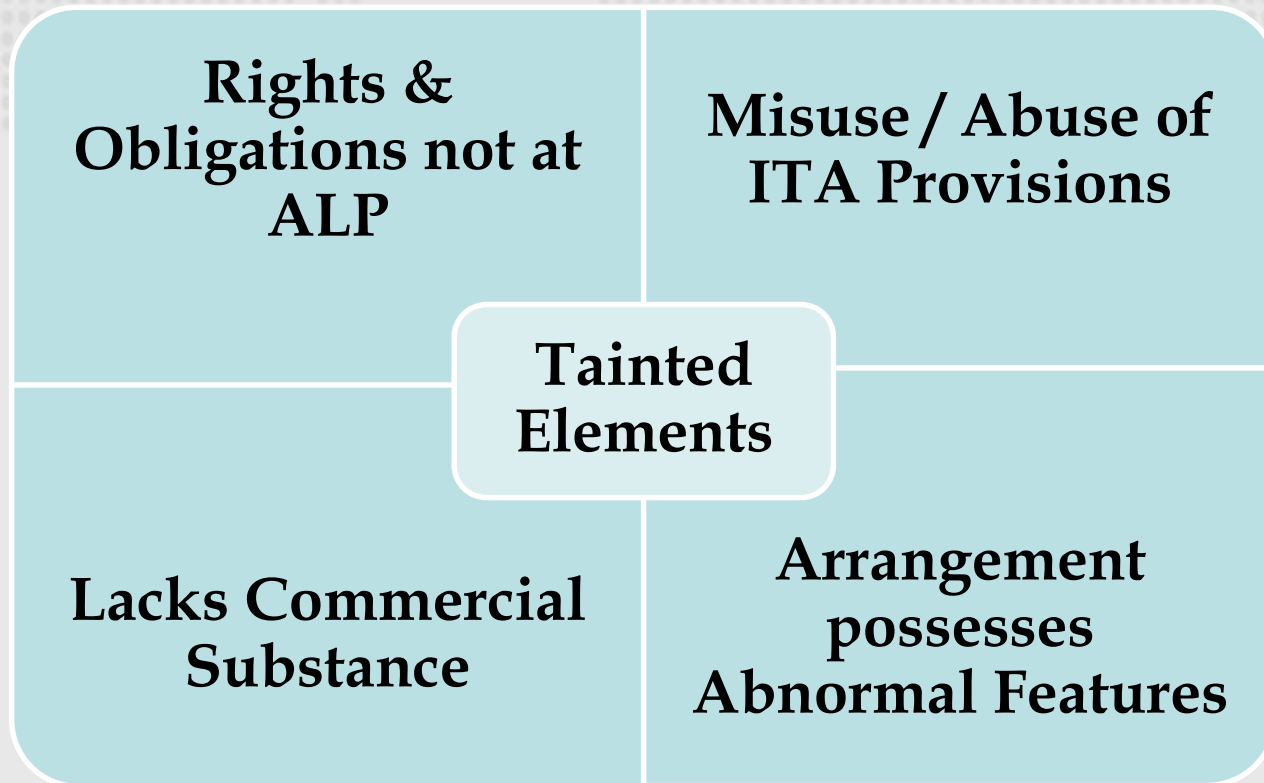 Rights &
Obligations not at
ALP
Misuse / Abuse of
ITA Provisions
Tainted
Elements
Lacks Commercial
Substance
Arrangement
possesses
Abnormal Features